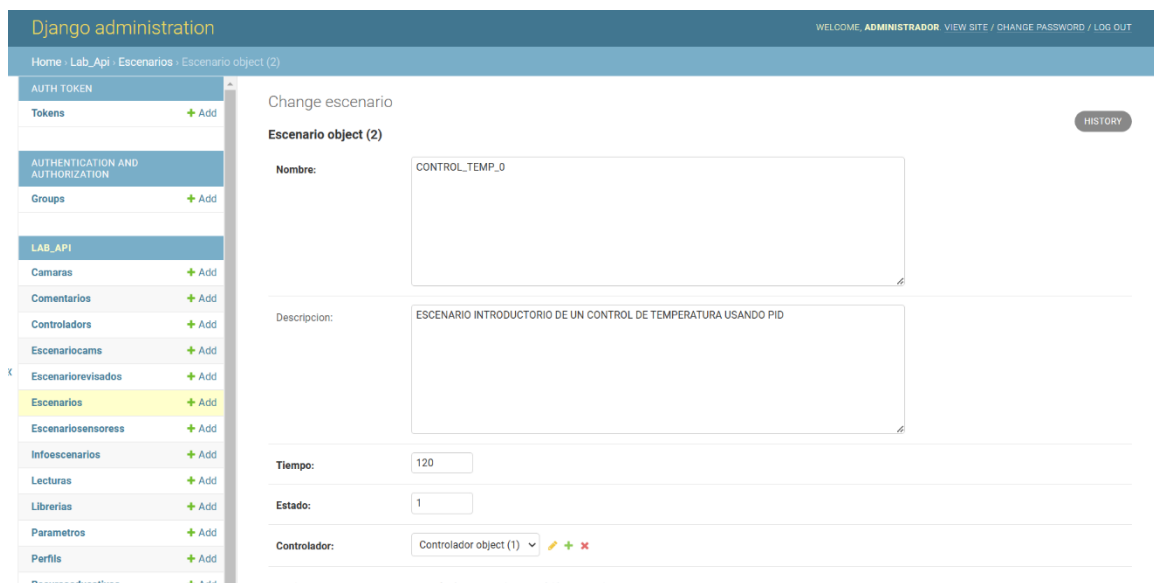 Django administration
WELCOME, ADMINISTRADOR. VIEW SITE / CHANGE PASSWORD / LOG OUT
Home › Lab_Api › Escenarios › Escenario object (2)
AUTH TOKEN
Tokens + Add
AUTHENTICATION AND
AUTHORIZATION
Groups + Add
LAB_API
Camaras + Add
Comentarios + Add
Controladors + Add
Escenariocams + Add
Escenariorevisados + Add
Escenarios + Add
Escenariosensoress + Add
Infoescenarios + Add
Lecturas + Add
Librerias + Add
Parametros + Add
Perfils + Add
Change escenario
HISTORY
Escenario object (2)
Nombre: CONTROL_TEMP_0
Descripcion: ESCENARIO INTRODUCTORIO DE UN CONTROL DE TEMPERATURA USANDO PID
Tiempo: 120
Estado: 1
Controlador: Controlador object (1)